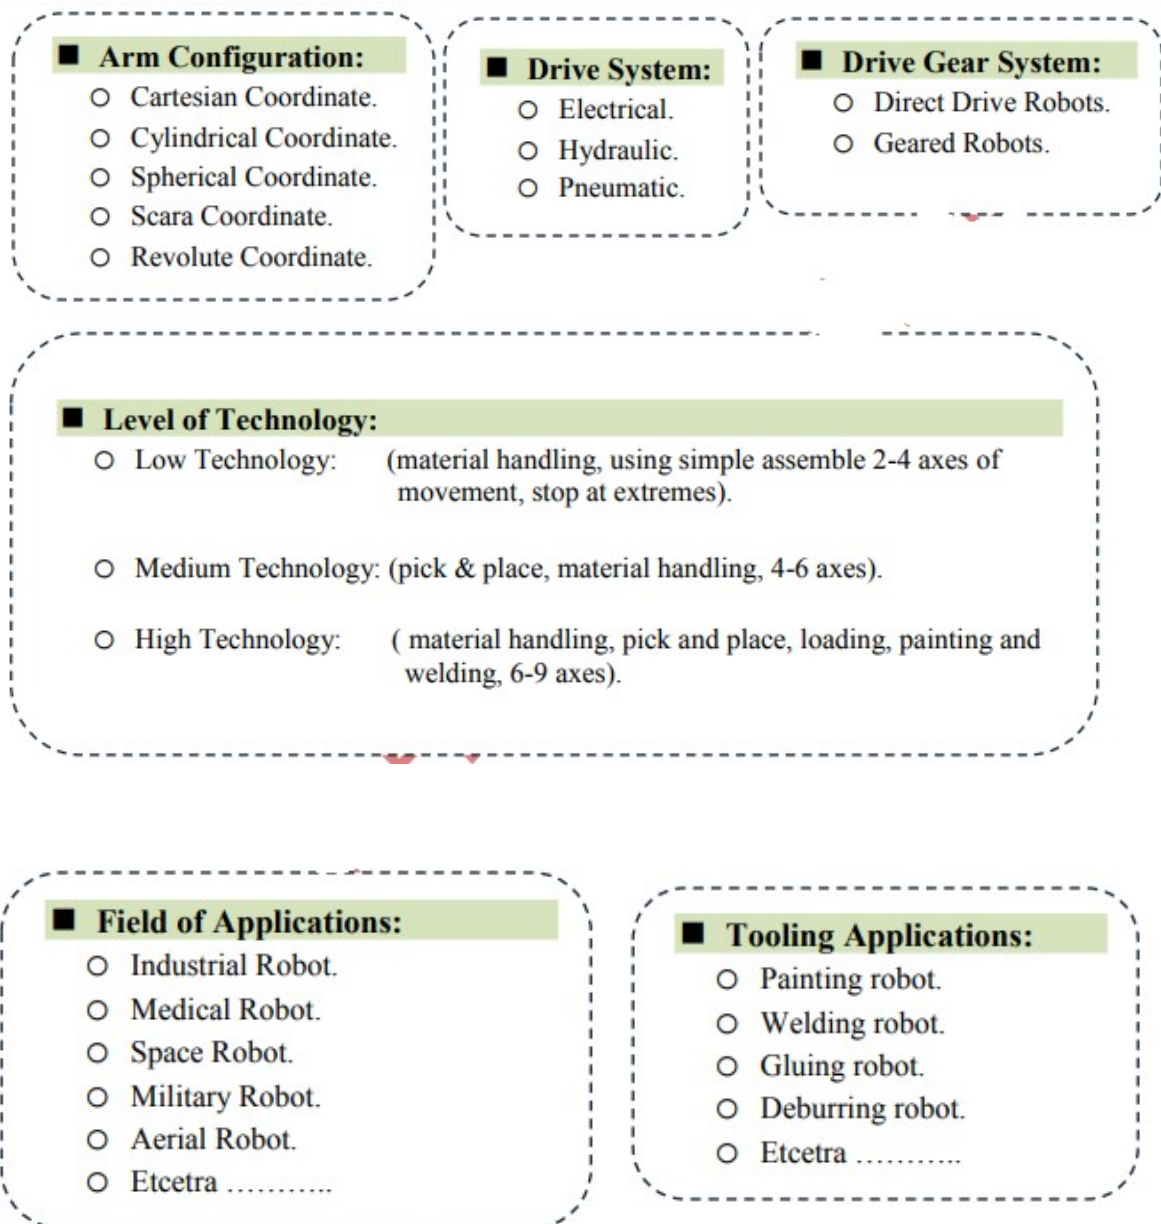 ■ Arm Configuration:
○ Cartesian Coordinate.
○ Cylindrical Coordinate.
○ Spherical Coordinate.
○ Scara Coordinate.
○ Revolute Coordinate.
■ Drive System:
○ Electrical.
○ Hydraulic.
○ Pneumatic.
■ Drive Gear System:
○ Direct Drive Robots.
○ Geared Robots.
■ Level of Technology:
○ Low Technology: (material handling, using simple assemble 2-4 axes of
movement, stop at extremes).
○ Medium Technology: (pick & place, material handling, 4-6 axes).
○ High Technology: ( material handling, pick and place, loading, painting and
welding, 6-9 axes).
■ Field of Applications:
○ Industrial Robot.
○ Medical Robot.
○ Space Robot.
○ Military Robot.
○ Aerial Robot.
○ Etcetra ………..
■ Tooling Applications:
○ Painting robot.
○ Welding robot.
○ Gluing robot.
○ Deburring robot.
○ Etcetra ………..